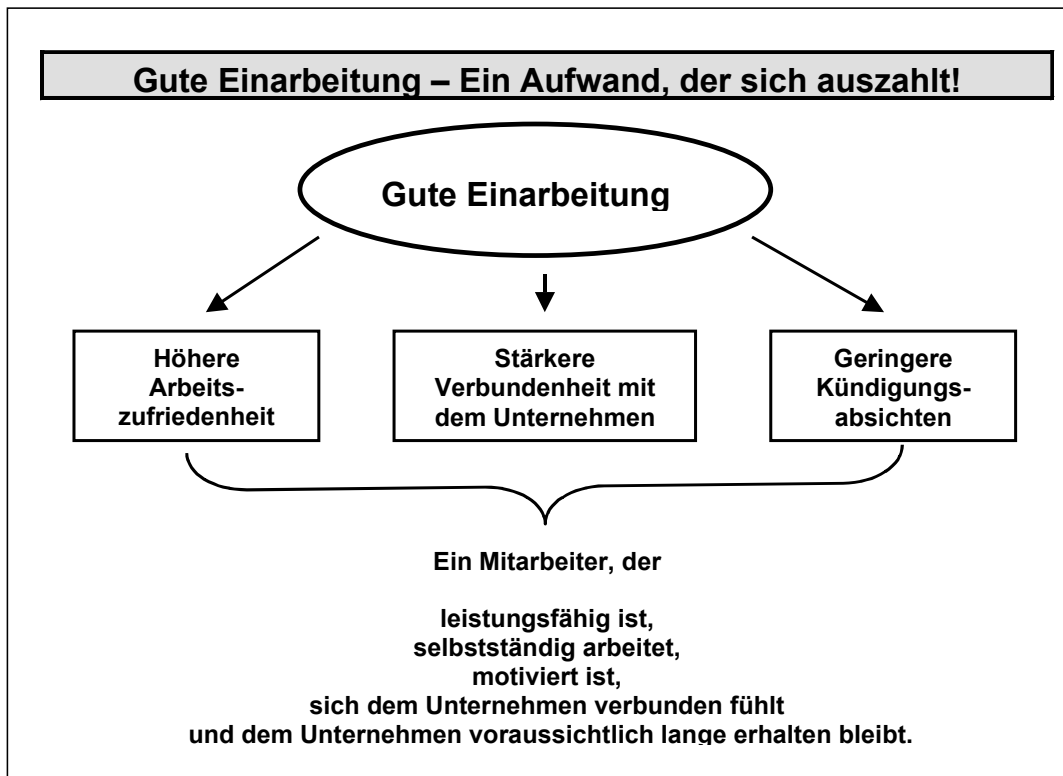 Gute Einarbeitung – Ein Aufwand, der sich auszahlt!
Gute Einarbeitung
Höhere
Arbeits-
zufriedenheit
Stärkere
Verbundenheit mit
dem Unternehmen
Geringere
Kündigungs-
absichten
Ein Mitarbeiter, der
leistungsfähig ist,
selbstständig arbeitet,
motiviert ist,
sich dem Unternehmen verbunden fühlt
und dem Unternehmen voraussichtlich lange erhalten bleibt.